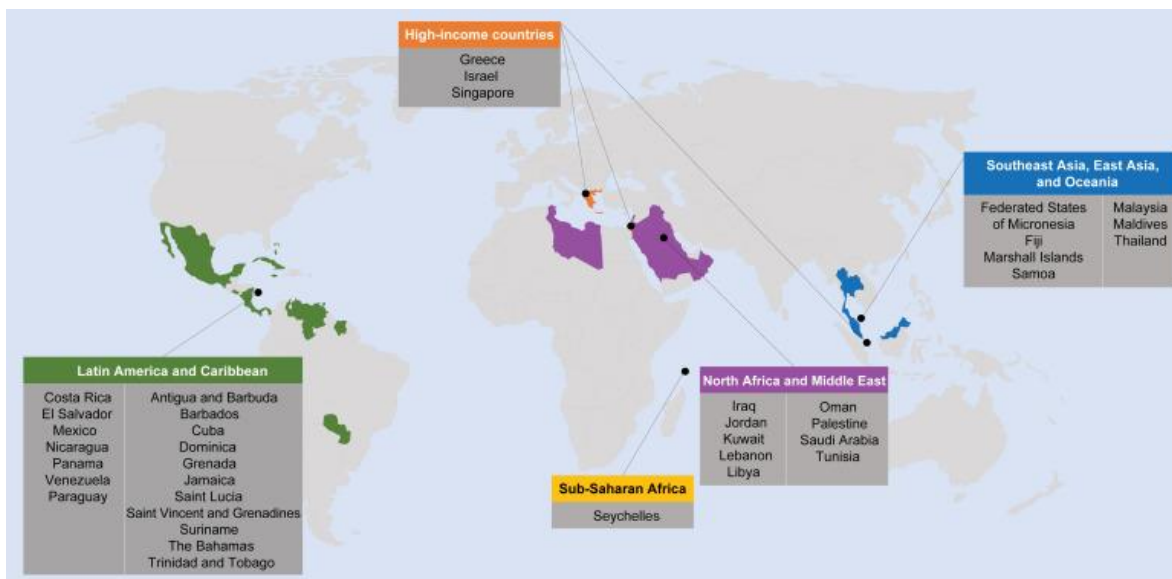 High-income countries
Greece
Israel
Singapore
Southeast Asia, East Asia,
and Oceania
Federated States
of Micronesia
Fiji
Marshall Islands
Samoa
Malaysia
Maldives
Thailand
Latin America and Caribbean
Costa Rica
El Salvador
Mexico
Nicaragua
Panama
Venezuela
Paraguay
Antigua and Barbuda
Barbados
Cuba
Dominica
Grenada
Jamaica
Saint Lucia
Saint Vincent and Grenadines
Suriname
The Bahamas
Trinidad and Tobago
North Africa and Middle East
Iraq
Jordan
Kuwait
Lebanon
Libya
Oman
Palestine
Saudi Arabia
Tunisia
Sub-Saharan Africa
Seychelles